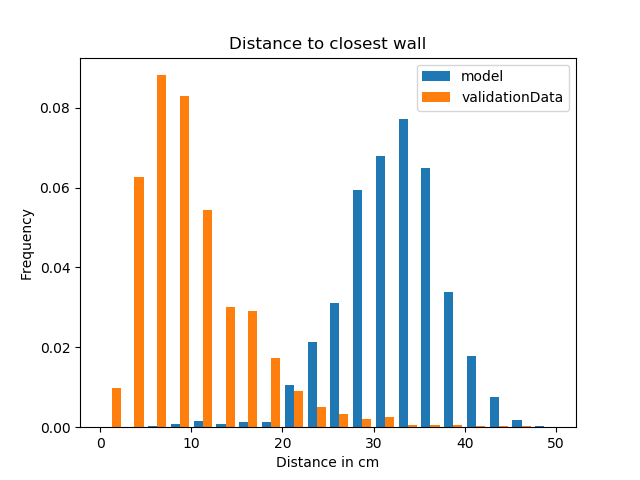 Distance to closest wall
model
validationData
Frequency
0.08
0.06
0.04
0.02
0.00
0 10 20 30 40 50
Distance in cm